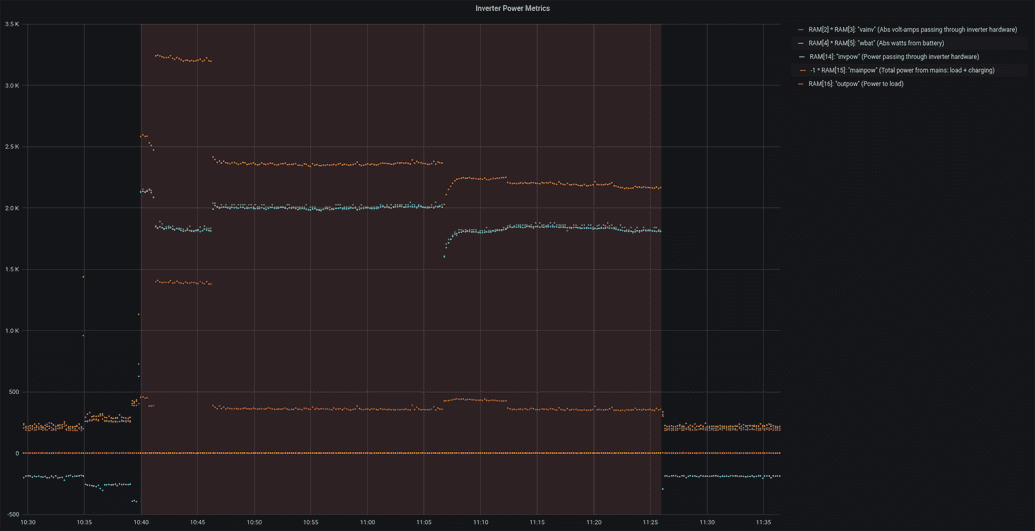 Inverter Power Metrics
3.5 K
3.0 K
2.5 K
2.0 K
1.5 K
1.0 K
500
0
-500
10:30 10:35 10:40 10:45 10:50 10:55 11:00 11:05 11:10 11:15 11:20 11:25 11:30 11:35
RAM[2] * RAM[3]: "vainv" (Abs volt-amps passing through inverter hardware)
RAM[4] * RAM[5]: "wbat" (Abs watts from battery)
RAM[14]: "invpow" (Power passing through inverter hardware)
-1 * RAM[15]: "mainpow" (Total power from mains: load + charging)
RAM[16]: "outpow" (Power to load)